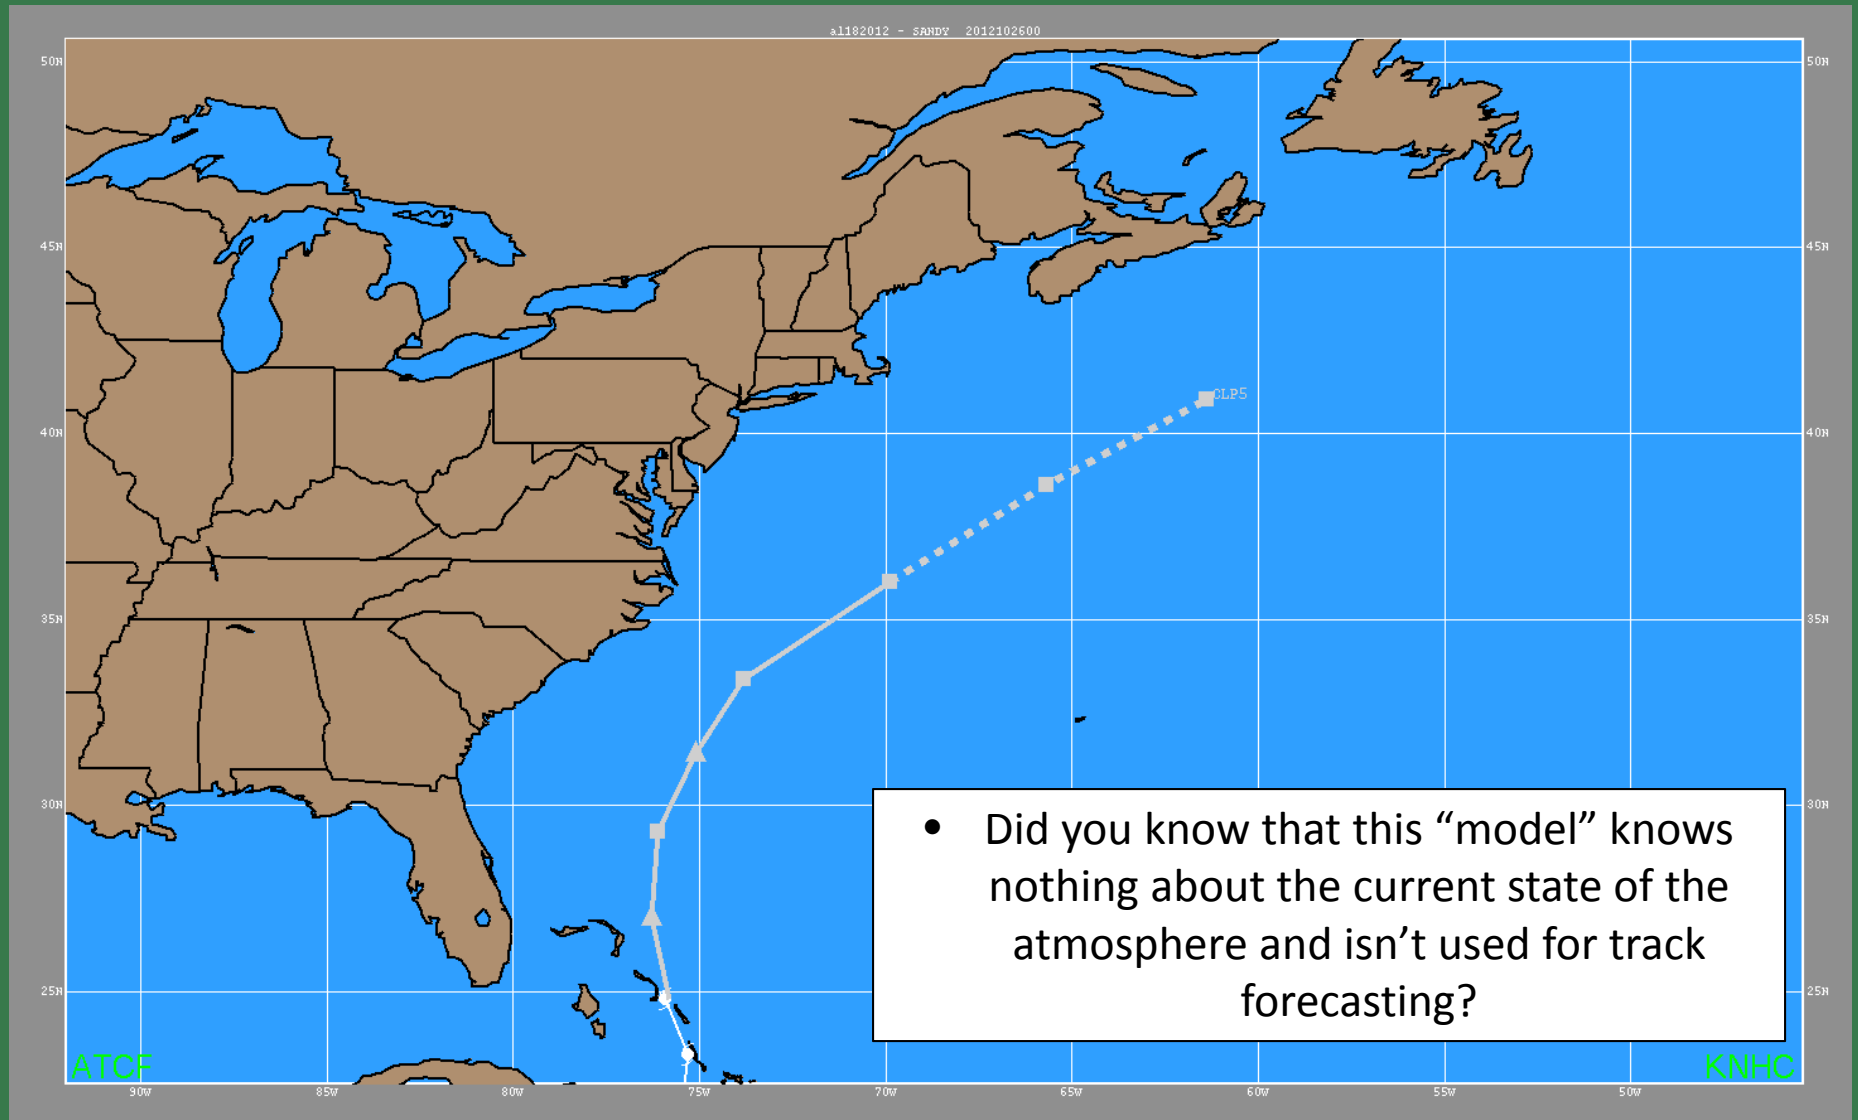 al182012 - SANDY 2012102600
50N
50N
45N
45N
40N
40N
35N
35N
30N
30N
25N
25N
CLP5
• Did you know that this “model” knows
nothing about the current state of the
atmosphere and isn’t used for track
forecasting?
ATCF
KNHC
90W
85W
80W
75W
70W
65W
60W
55W
50W